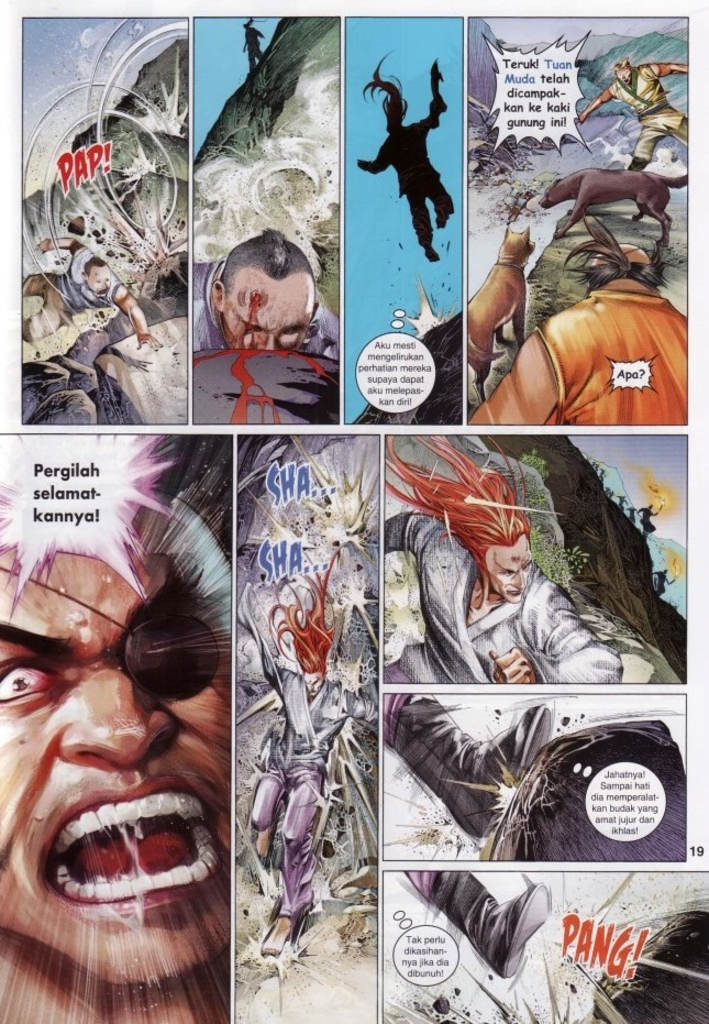 PAP!
Aku mesti
mengelirukan
perhatian mereka
supaya dapat
aku melepas-
kan diri!
Teruk! Tuan
Muda telah
dicampak-
kan ke kaki
gunung ini!
Apa?
Pergilah
selamat-
kannya!
SHA...
SHA...
Jahatnya!
Sampai hati
dia memperalat-
kan budak yang
amat jujur dan
ikhlas!
19
Tak perlu
dikasihan-
nya jika dia
dibunuh!
PANG!